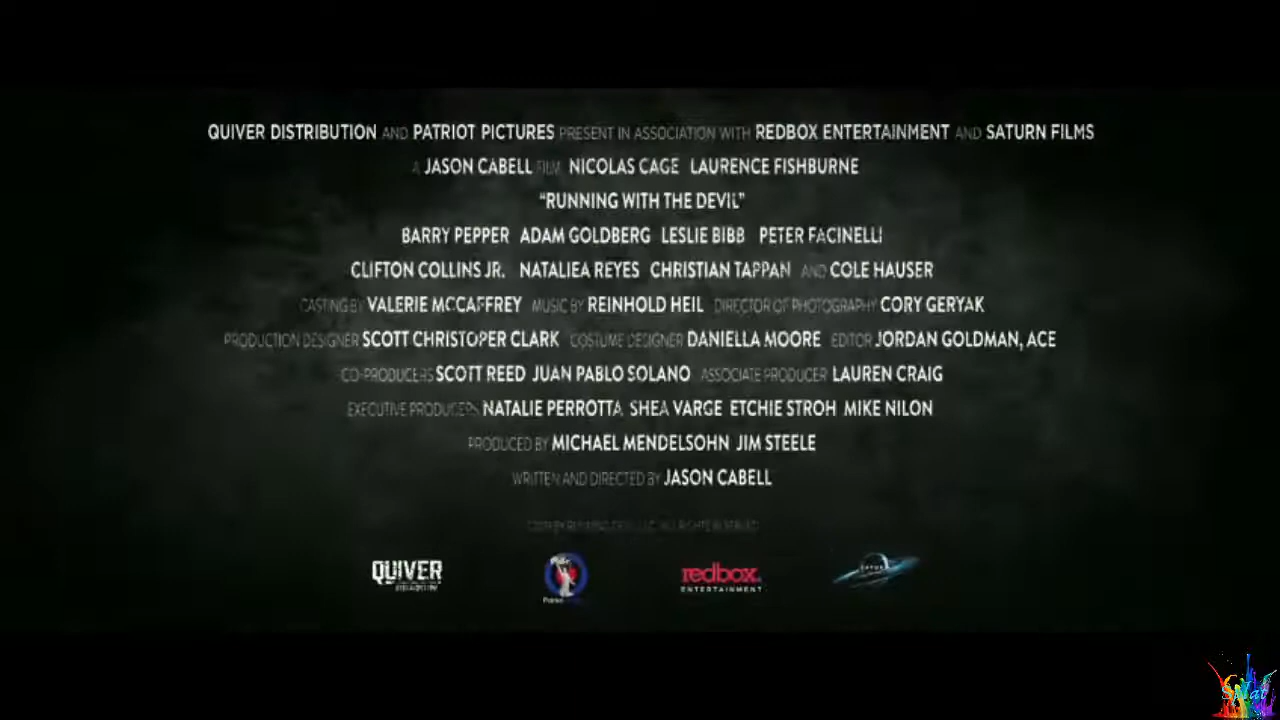 QUIVER DISTRIBUTION AND PATRIOT PICTURES PRESENT IN ASSOCIATION WITH REDBOX ENTERTAINMENT AND SATURN FILMS
A JASON CABELL FILM NICOLAS CAGE LAURENCE FISHBURNE
“RUNNING WITH THE DEVIL”
BARRY PEPPER ADAM GOLDBERG LESLIE BIBB PETER FACINELLI
CLIFTON COLLINS JR. NATALIEA REYES CHRISTIAN TAPPAN AND COLE HAUSER
CASTING BY VALERIE MCCAFFREY MUSIC BY REINHOLD HEIL DIRECTOR OF PHOTOGRAPHY CORY GERYAK
PRODUCTION DESIGNER SCOTT CHRISTOPER CLARK COSTUME DESIGNER DANIELLA MOORE EDITOR JORDAN GOLDMAN, ACE
CO-PRODUCERS SCOTT REED JUAN PABLO SOLANO ASSOCIATE PRODUCER LAUREN CRAIG
EXECUTIVE PRODUCERS NATALIE PERROTTA SHEA VARGE ETCHIE STROH MIKE NILON
PRODUCED BY MICHAEL MENDELSOHN JIM STEELE
WRITTEN AND DIRECTED BY JASON CABELL
ALL RIGHTS RESERVED
QUIVER
redbox.
ENTERTAINMENT
Splat